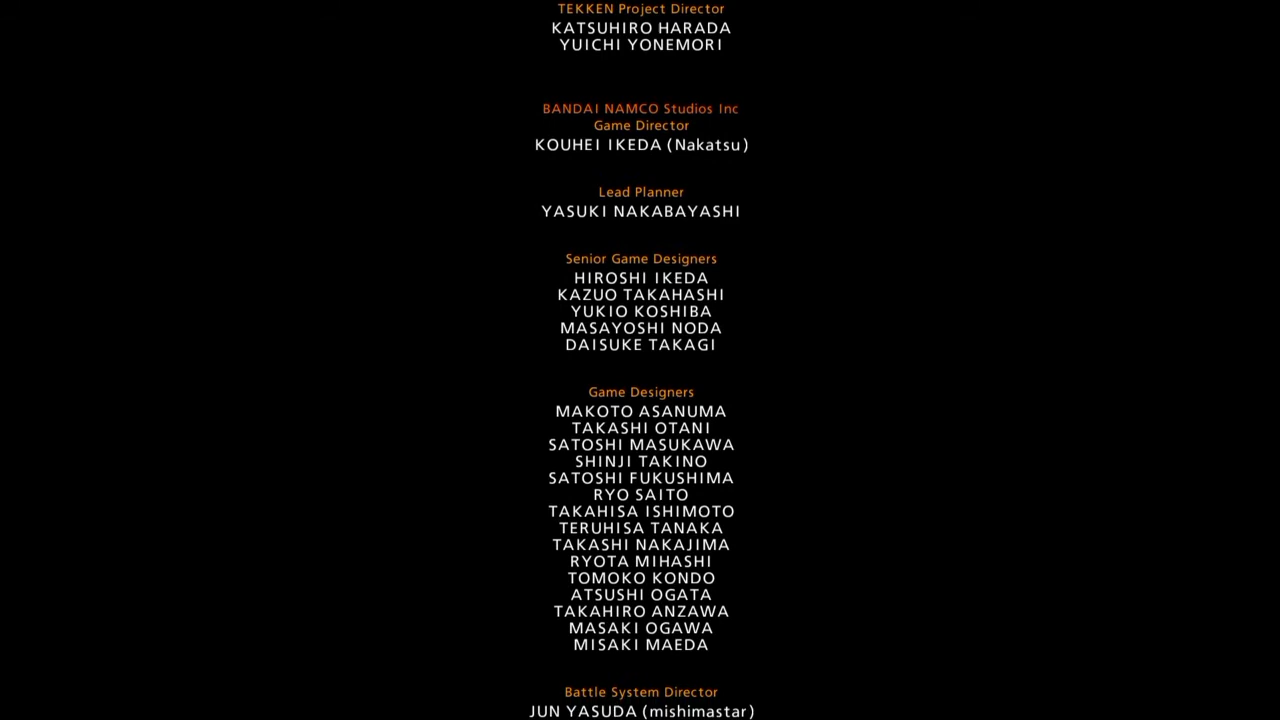 TEKKEN Project Director
KATSUHIRO HARADA
YUICHI YONEMORI
BANDAI NAMCO Studios Inc
Game Director
KOUHEI IKEDA (Nakatsu)
Lead Planner
YASUKI NAKABAYASHI
Senior Game Designers
HIROSHI IKEDA
KAZUO TAKAHASHI
YUKIO KOSHIBA
MASAYOSHI NODA
DAISUKE TAKAGI
Game Designers
MAKOTO ASANUMA
TAKASHI OTANI
SATOSHI MASUKAWA
SHINJI TAKINO
SATOSHI FUKUSHIMA
RYO SAITO
TAKAHISA ISHIMOTO
TERUHISA TANAKA
TAKASHI NAKAJIMA
RYOTA MIHASHI
TOMOKO KONDO
ATSUSHI OGATA
TAKAHIRO ANZAWA
MASAKI OGAWA
MISAKI MAEDA
Battle System Director
JUN YASUDA (mishimastar)